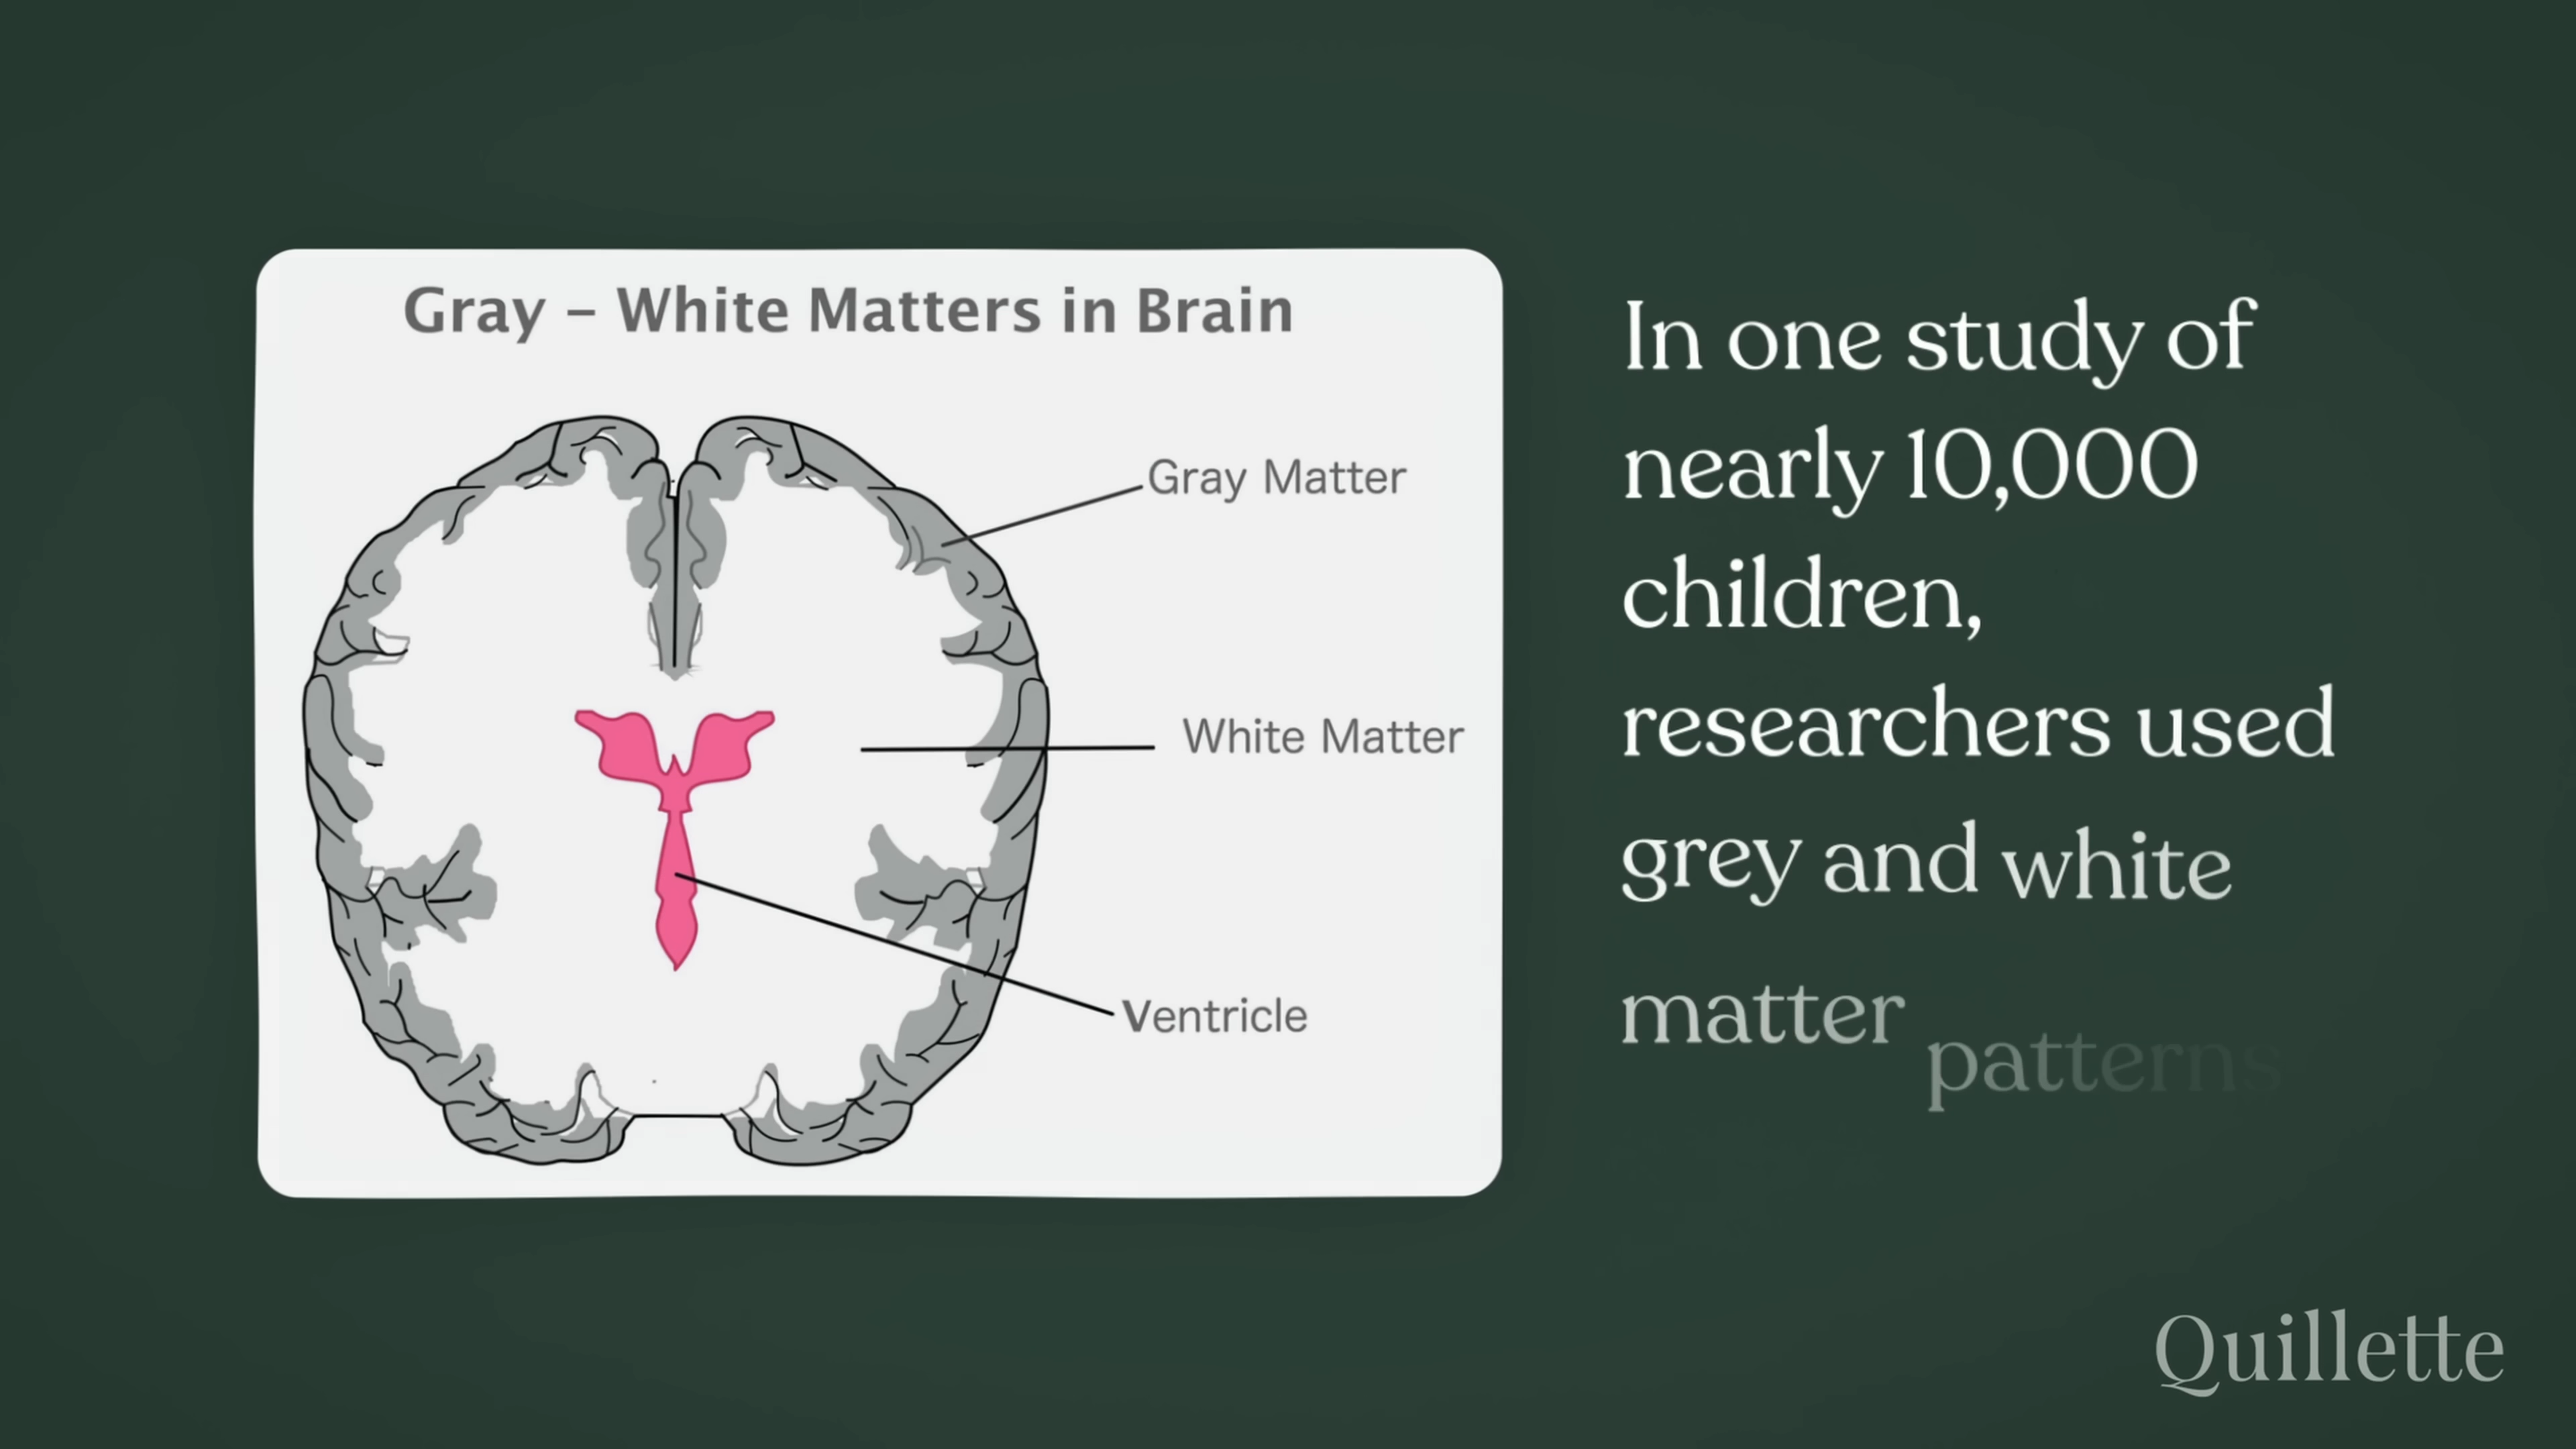 Gray – White Matters in Brain
Gray Matter
White Matter
Ventricle
In one study of
nearly 10,000
children,
researchers used
grey and white
matter patterns
Quillette